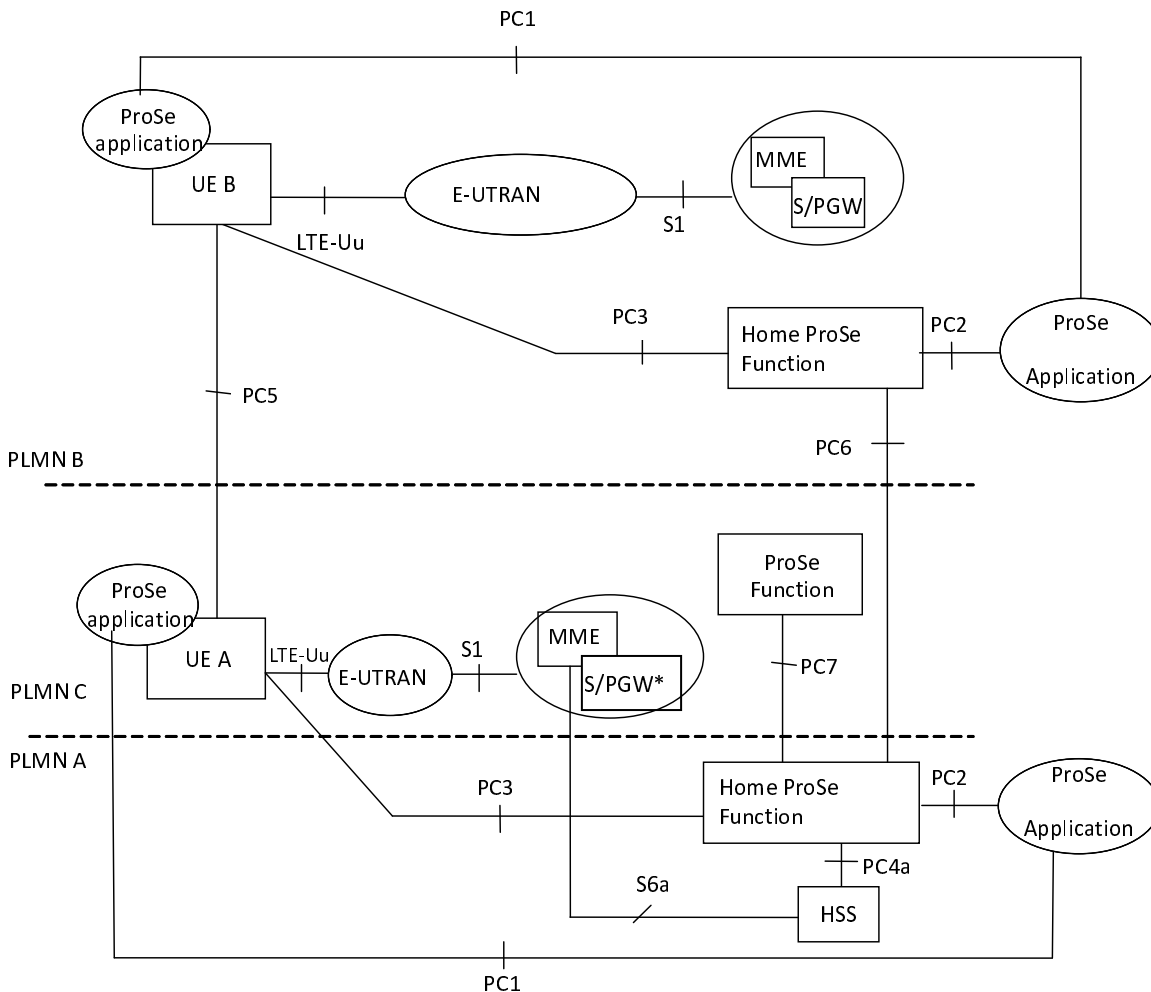 PC1
ProSe
application
UE B
E-UTRAN
MME
S/PGW
S1
LTE-Uu
PC3
Home ProSe
Function
PC2
ProSe
Application
PC5
PC6
PLMN B
ProSe
Function
ProSe
application
UE A
LTE-Uu
E-UTRAN
S1
MME
S/PGW*
PC7
PLMN C
PLMN A
PC3
Home ProSe
Function
PC2
ProSe
Application
PC4a
S6a
HSS
PC1